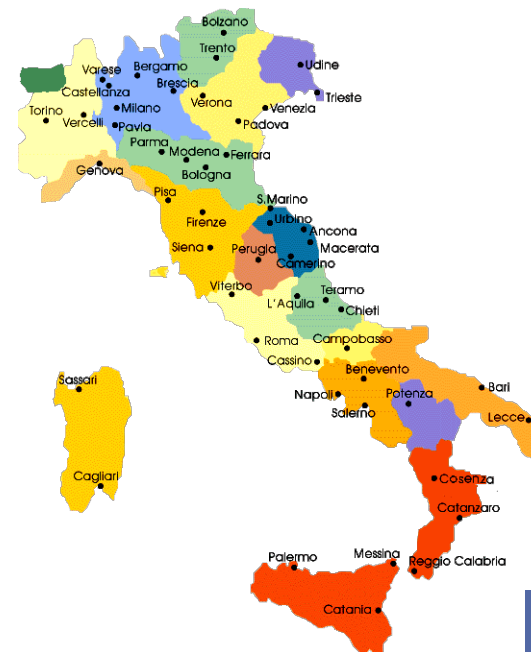 Bolzano
Trento
Bergamo
Varese
Udine
Brescia
Castellanza
Verona
Trieste
Milano
Venezia
Torino
Vercelli
Pavia
Padova
Parma
Modena
Ferrara
Genova
Bologna
Pisa
S.Marino
Firenze
Urbino
Ancona
Siena
Perugia
Macerata
Camerino
Viterbo
Teramo
L'Aquila
Chieti
Roma
Campobasso
Cassino
Benevento
Sassari
Napoli
Potenza
Bari
Salerno
Lecce
Cagliari
Cosenza
Catanzaro
Palermo
Messina
Reggio Calabria
Catania